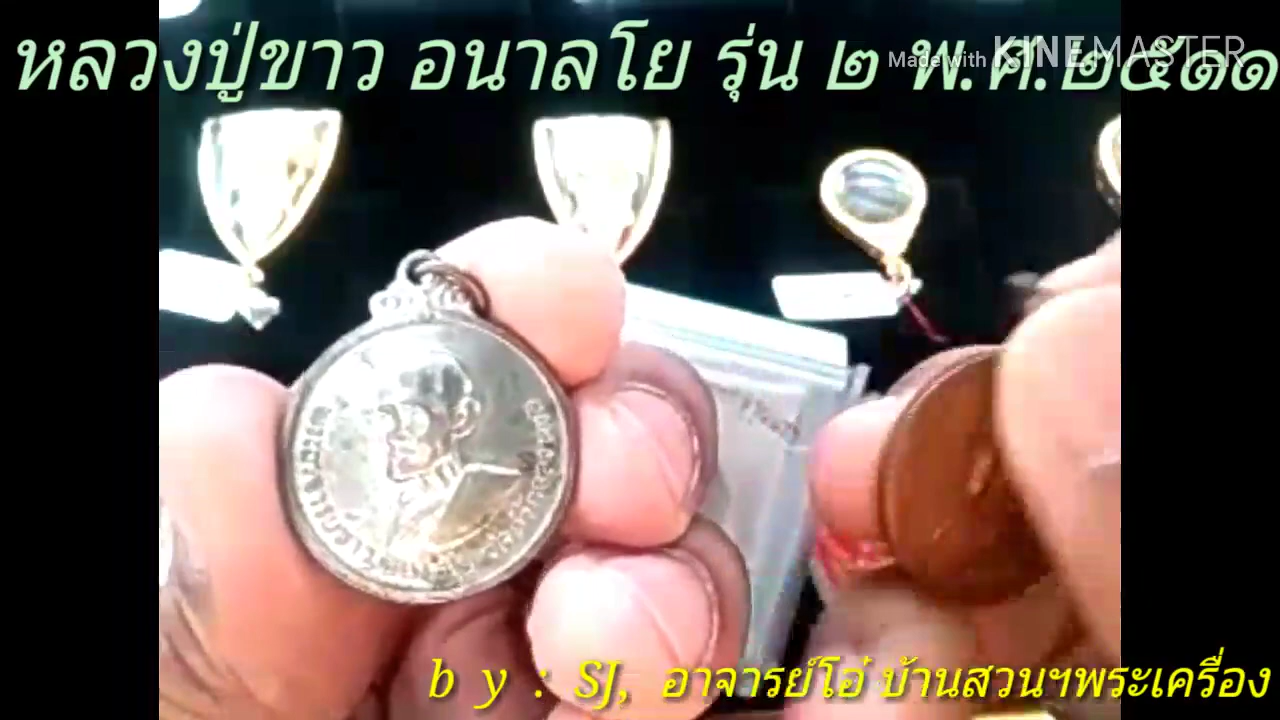 หลวงปู่ขาว อนาลโย รุ่น ๒ พ.ศ.๒๕๑๑
Made with KINEMASTER
b y : SJ, อาจารย์โอ๋ บ้านสวนฯพระเครื่อง